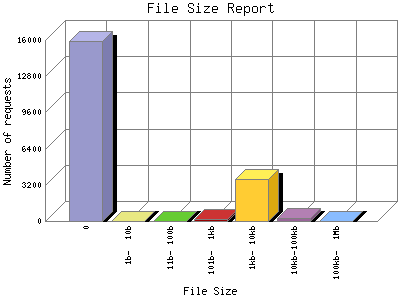 File Size Report
Number of requests
16000
12800
9600
6400
3200
0
0
1b- 10b
11b- 100b
101b- 1kb
1kb- 10kb
10kb-100kb
100kb- 1Mb
File Size